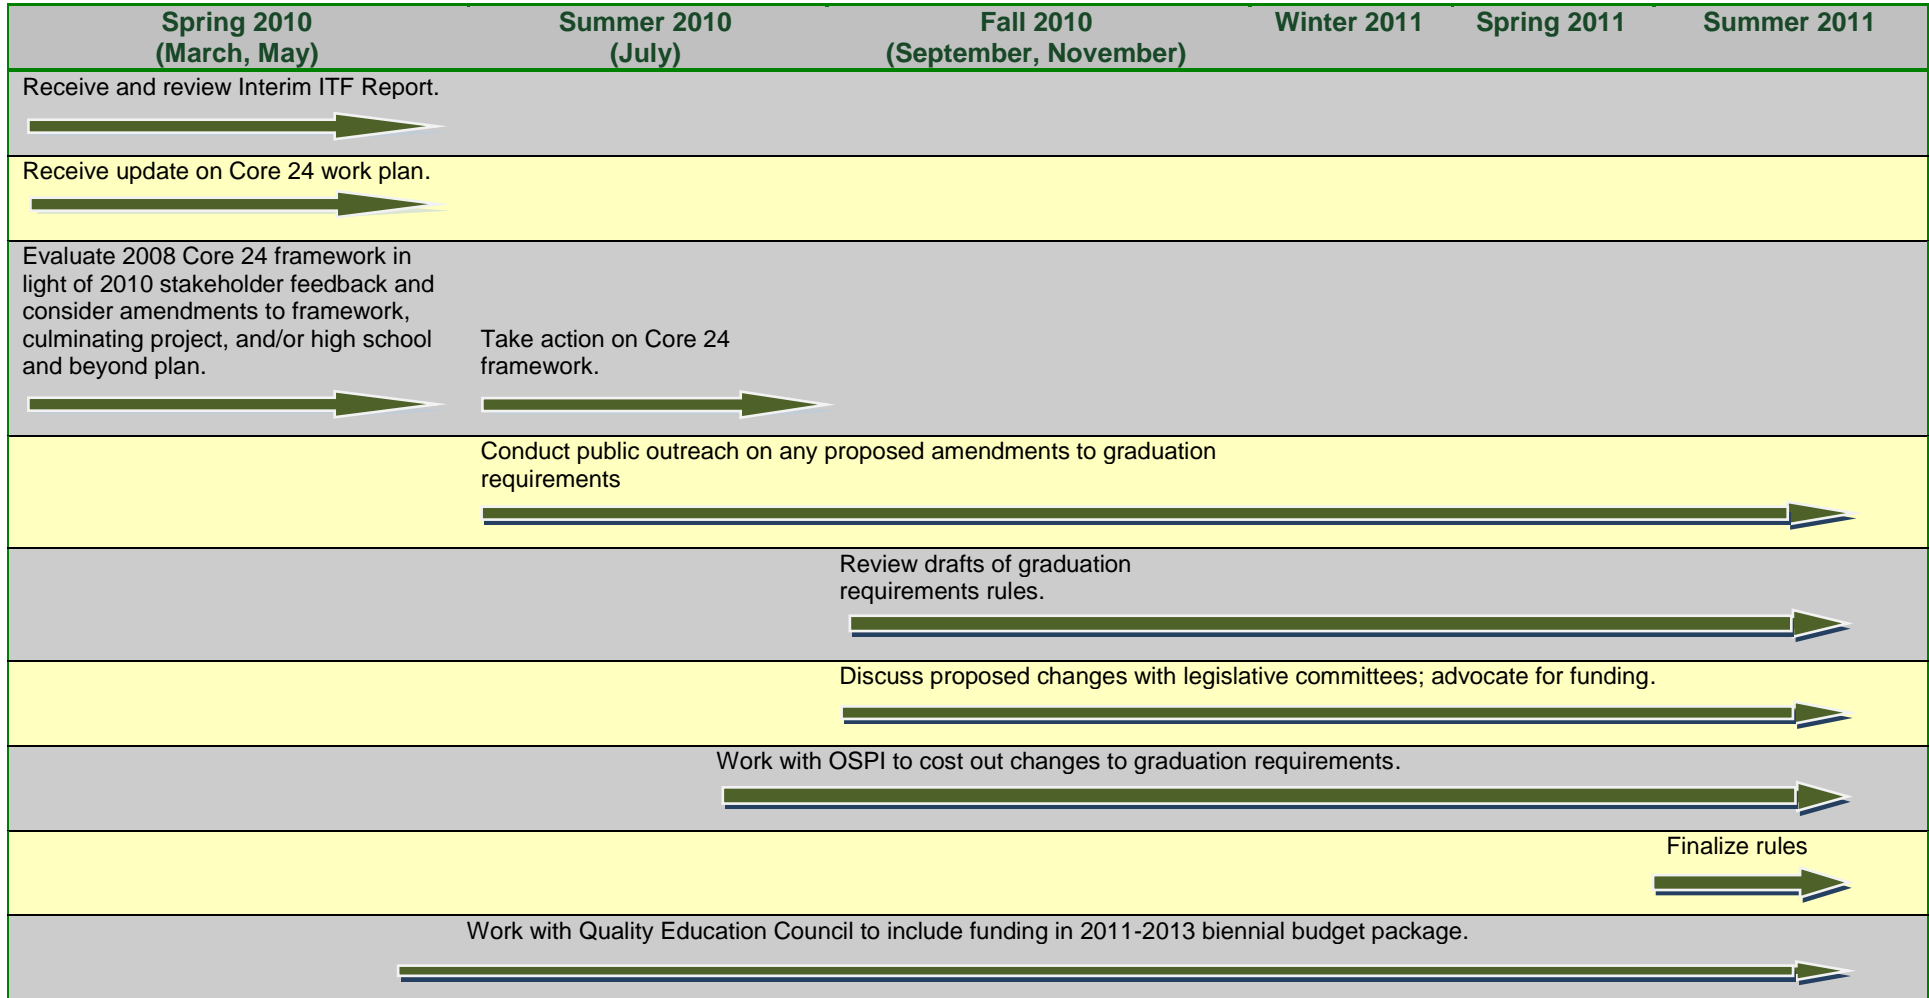 Spring 2010
(March, May)
Summer 2010
(July)
Fall 2010
(September, November)
Winter 2011
Spring 2011
Summer 2011
Receive and review Interim ITF Report.
Receive update on Core 24 work plan.
Evaluate 2008 Core 24 framework in
light of 2010 stakeholder feedback and
consider amendments to framework,
culminating project, and/or high school
and beyond plan.
Take action on Core 24
framework.
Conduct public outreach on any proposed amendments to graduation
requirements
Review drafts of graduation
requirements rules.
Discuss proposed changes with legislative committees; advocate for funding.
Work with OSPI to cost out changes to graduation requirements.
Finalize rules
Work with Quality Education Council to include funding in 2011-2013 biennial budget package.